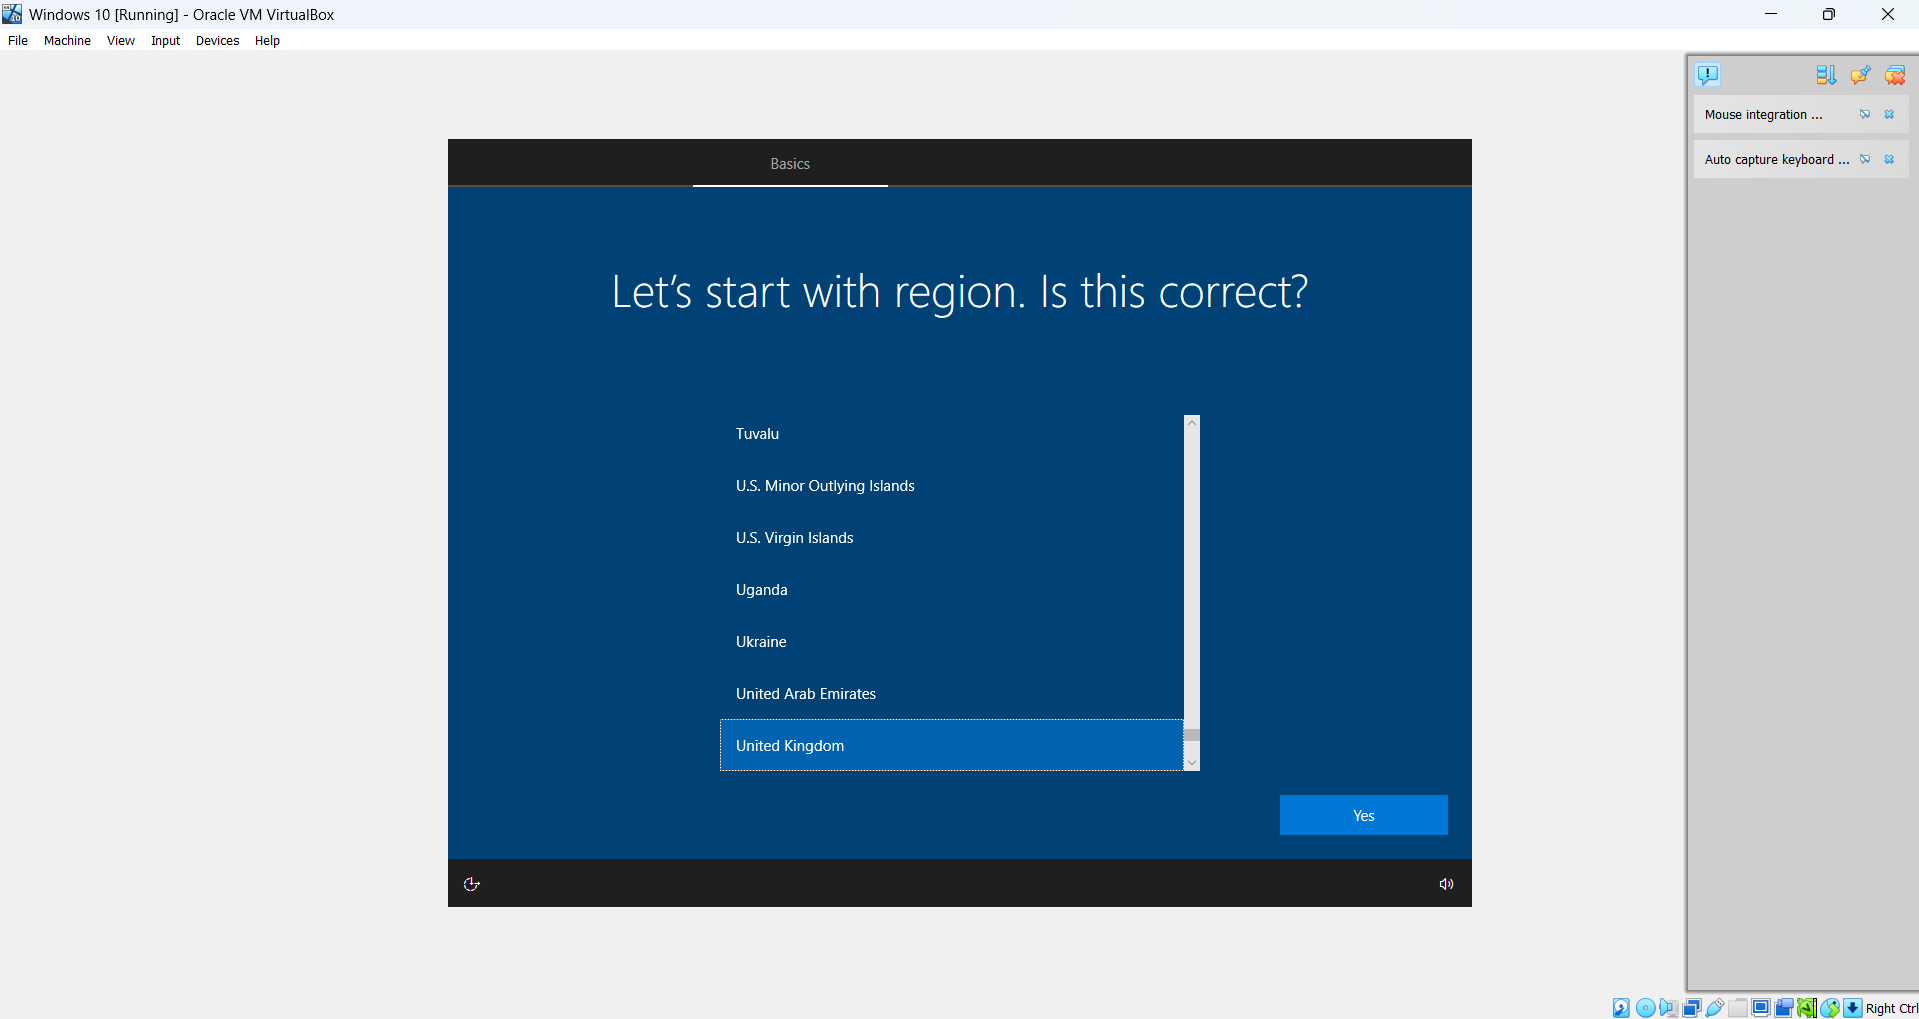 Windows 10 [Running] - Oracle VM VirtualBox
File Machine View Input Devices Help
Mouse integration ...
Auto capture keyboard ...
Basics
Let's start with region. Is this correct?
Tuvalu
U.S. Minor Outlying Islands
U.S. Virgin Islands
Uganda
Ukraine
United Arab Emirates
United Kingdom
Yes
Right Ctrl